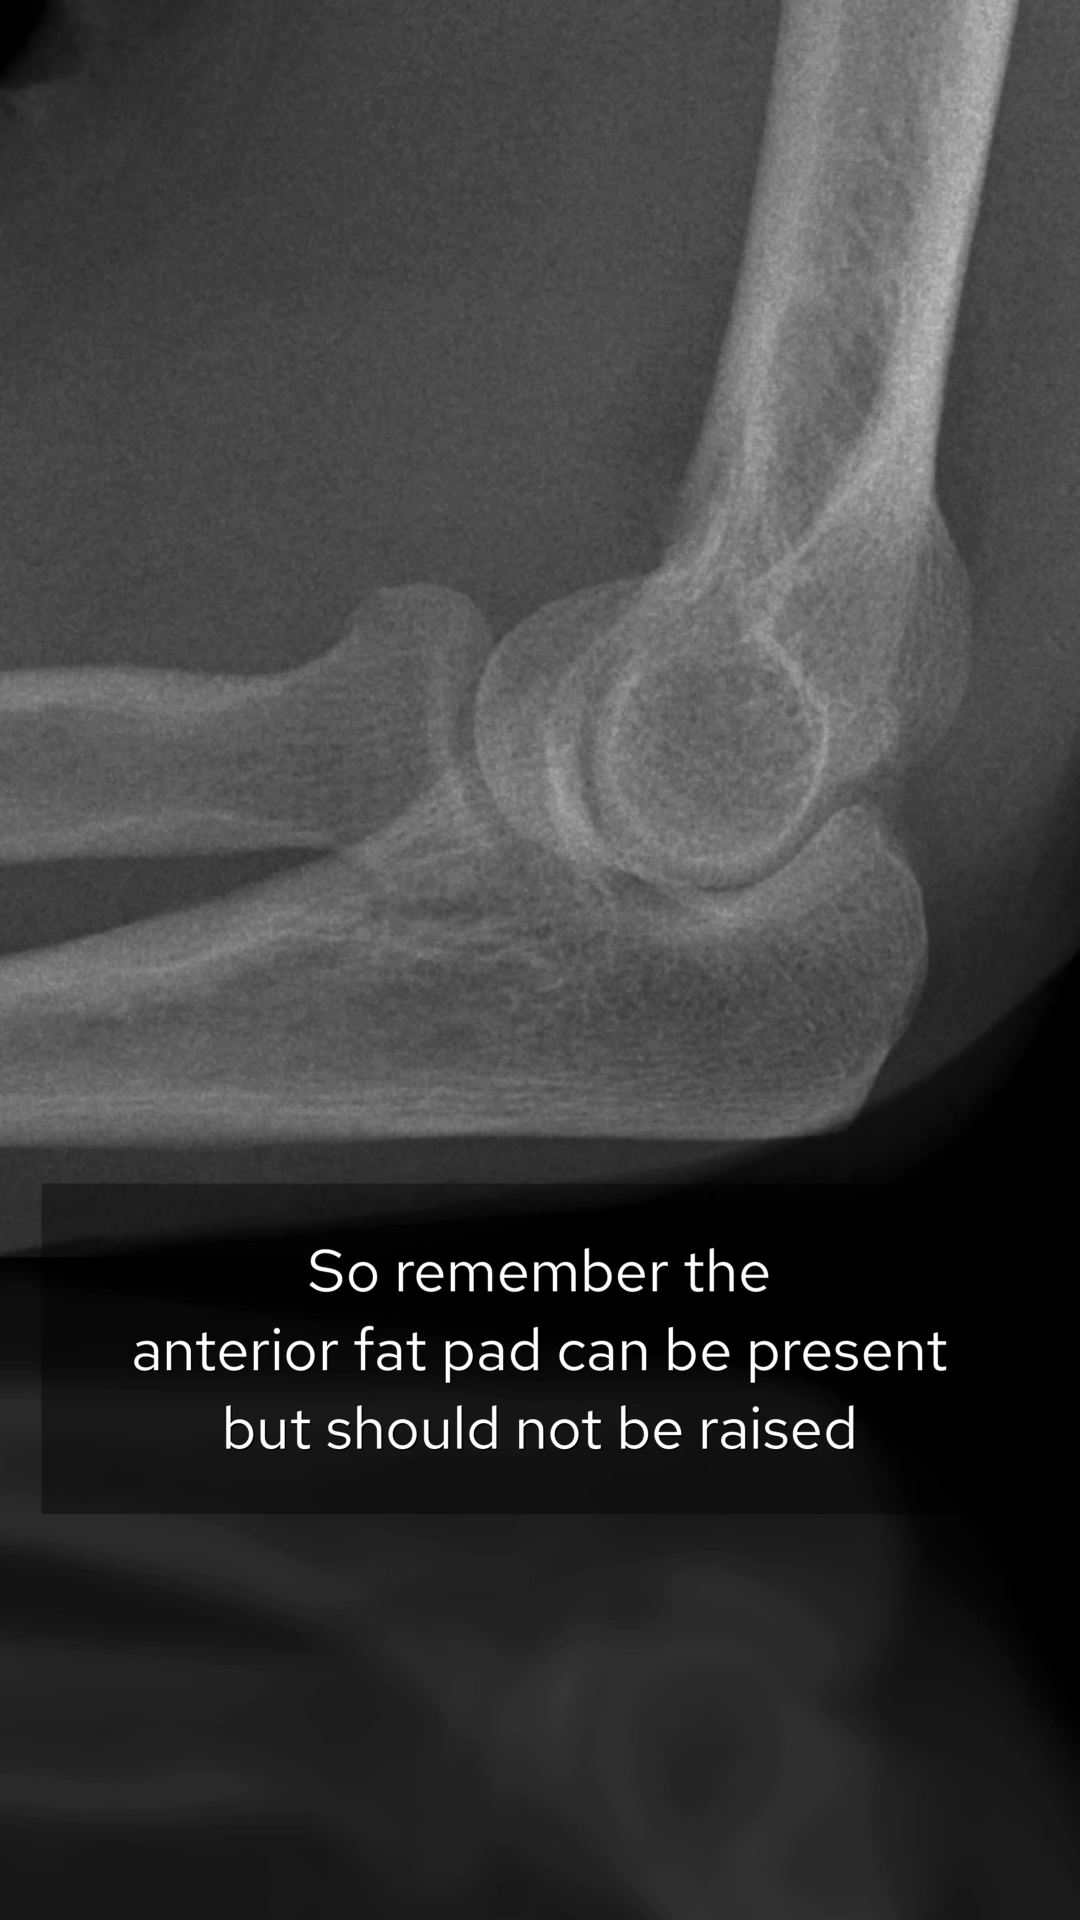 So remember the
anterior fat pad can be present
but should not be raised